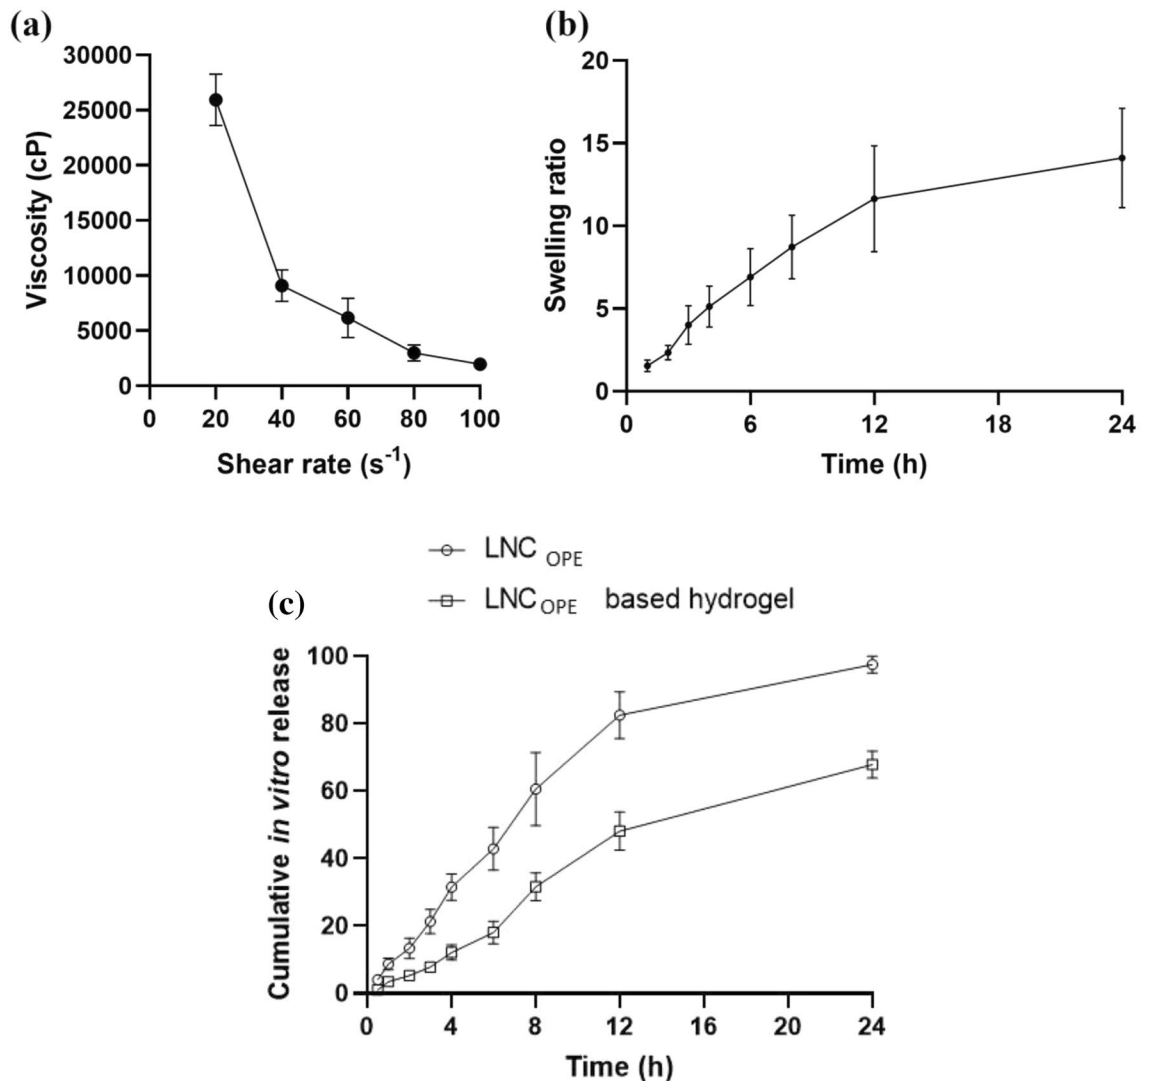 (a)
30000
25000
20000
15000
10000
5000
0
Viscosity (cP)
0 20 40 60 80 100
Shear rate (s⁻¹)
(b)
20
15
10
5
0
Swelling ratio
0 6 12 18 24
Time (h)
LNC OPE
LNC OPE based hydrogel
(c)
100
80
60
40
20
0
Cumulative in vitro release
0 4 8 12 16 20 24
Time (h)